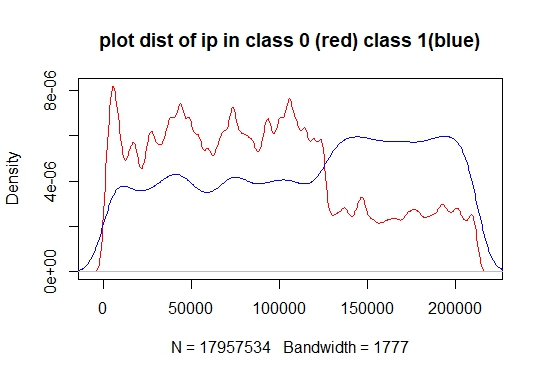 plot dist of ip in class 0 (red) class 1(blue)
Density
8e-06
4e-06
0e+00
0 50000 100000 150000 200000
N = 17957534 Bandwidth = 1777